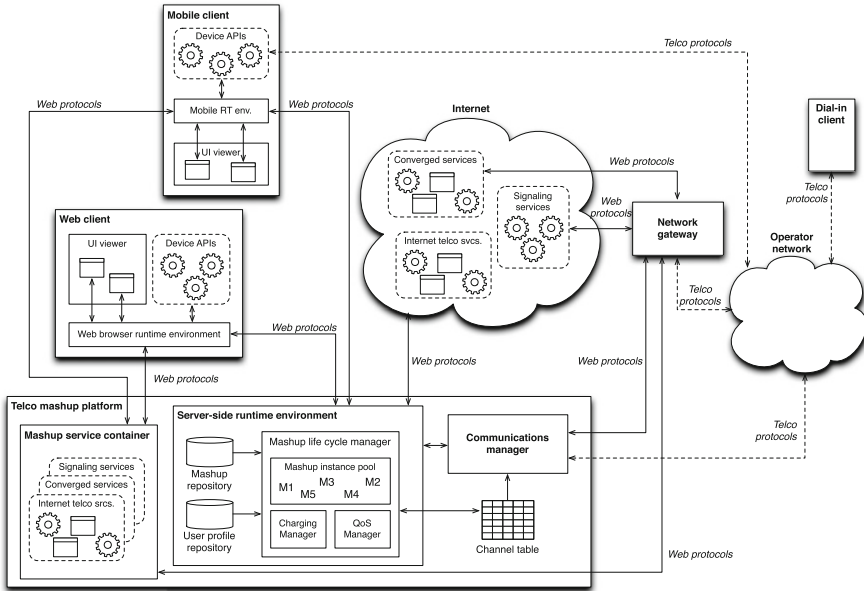 Mobile client
Device APIs
Mobile RT env.
UI viewer
Web protocols
Web protocols
Telco protocols
Internet
Converged services
Signaling
services
Internet telco svcs.
Web protocols
Web
protocols
Network
gateway
Dial-in
client
Telco
protocols
Operator
network
Telco
protocols
Web client
UI viewer
Device APIs
Web browser runtime environment
Web protocols
Web protocols
Web protocols
Web protocols
Telco
protocols
Telco mashup platform
Mashup service container
Signaling services
Converged services
Internet telco srcs.
Server-side runtime environment
Mashup
repository
User profile
repository
Mashup life cycle manager
Mashup instance pool
M1
M5
M3
M4
M2
Charging
Manager
QoS
Manager
Communications
manager
Channel table
Web protocols